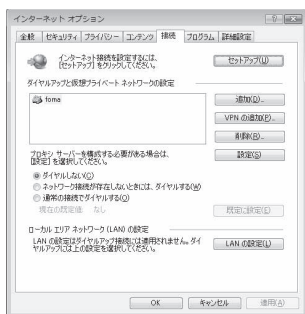 インターネット オプション
全般 セキュリティ プライバシー コンテンツ 接続 プログラム 詳細設定
インターネット接続を設定するには、
[セットアップ] をクリックしてください。
セットアップ(U)
ダイヤルアップと仮想プライベート ネットワークの設定
foma
追加(D)...
VPN の追加(P)...
削除(R)...
プロキシ サーバーを構成する必要がある場合は、
[設定] を選択してください。
設定(S)
ダイヤルしない(C)
ネットワーク接続が存在しないときには、ダイヤルする(W)
通常の接続でダイヤルする(O)
現在の既定値: なし
既定に設定(E)
ローカル エリア ネットワーク (LAN) の設定
LAN の設定はダイヤルアップ接続には適用されません。ダイ
ヤルアップには上の設定を選択してください。
LAN の設定(L)
OK キャンセル 適用(A)